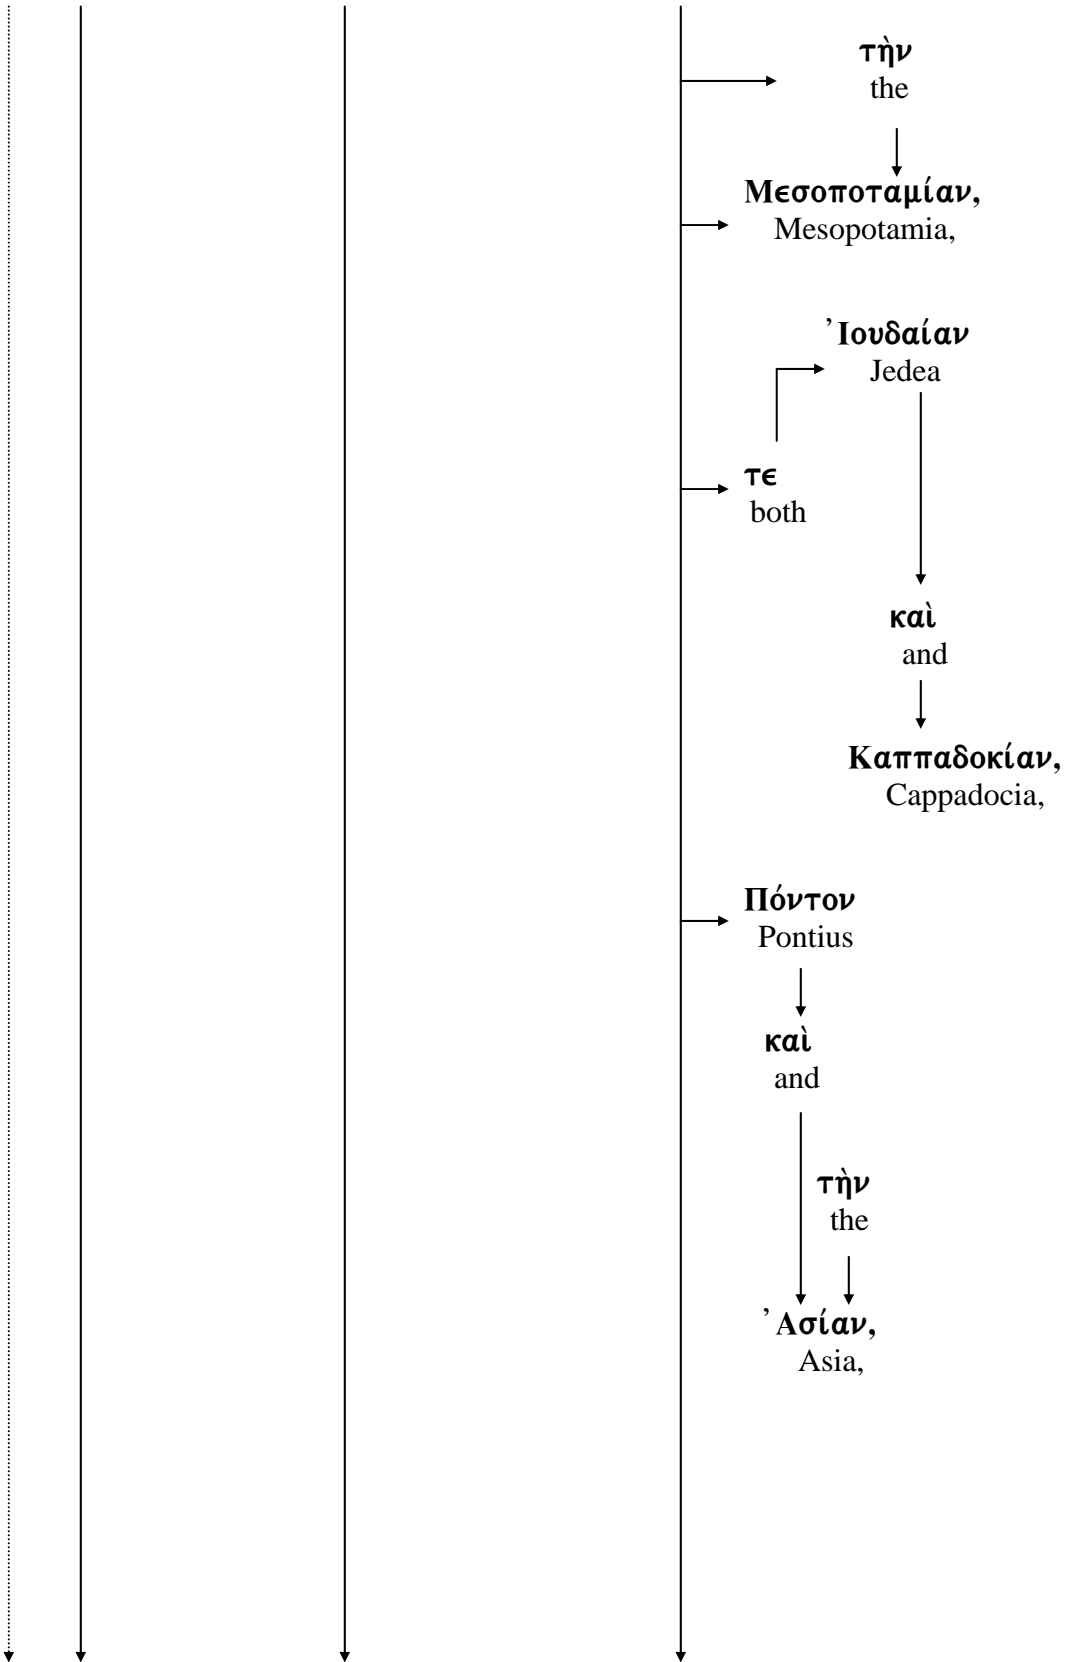 τὴν
the
Μεσοποταμίαν,
Mesopotamia,
Ἰουδαίαν
Jedea
τε
both
καὶ
and
Καππαδοκίαν,
Cappadocia,
Πόντον
Pontius
καὶ
and
τὴν
the
Ἀσίαν,
Asia,